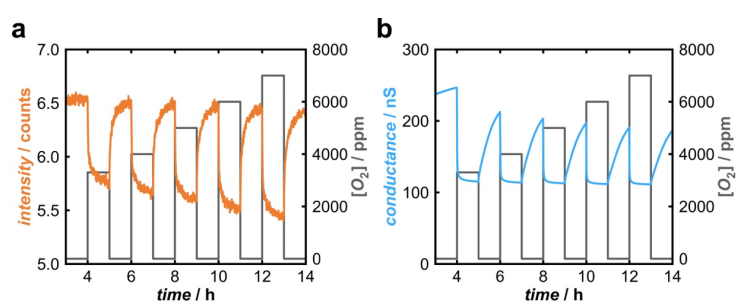 a
7.0
6.5
6.0
5.5
5.0
intensity / counts
4 6 8 10 12 14
time / h
8000
6000
4000
2000
0
[O₂] / ppm
b
300
200
100
0
conductance / nS
4 6 8 10 12 14
time / h
8000
6000
4000
2000
0
[O₂] / ppm